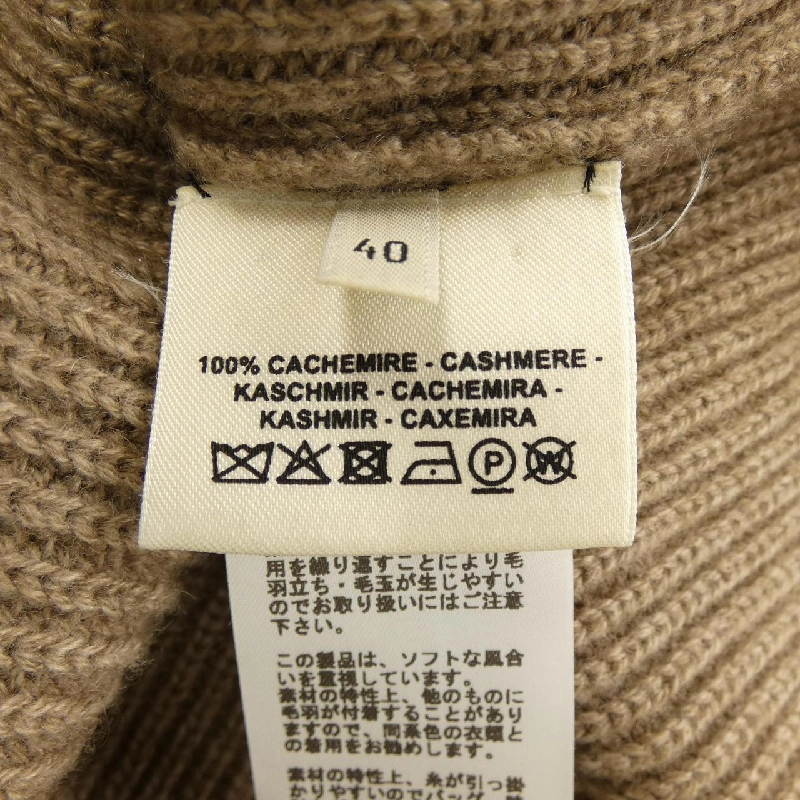 40
100% CACHEMIRE - CASHMERE -
KASCHMIR - CACHEMIRA -
KASHMIR - CAXEMIRA
P W
用を繰り返すことにより毛
羽立ち・毛玉が生じやすい
のでお取り扱いにはご注意
下さい。
この製品は、ソフトな風合
いを重視しています。
素材の特性上、他のものに
毛羽が付着することがあり
ますので、同系色の衣類と
の着用をお勧めします。
素材の特性上、糸が引っ掛
かりやすいのでバッグ、